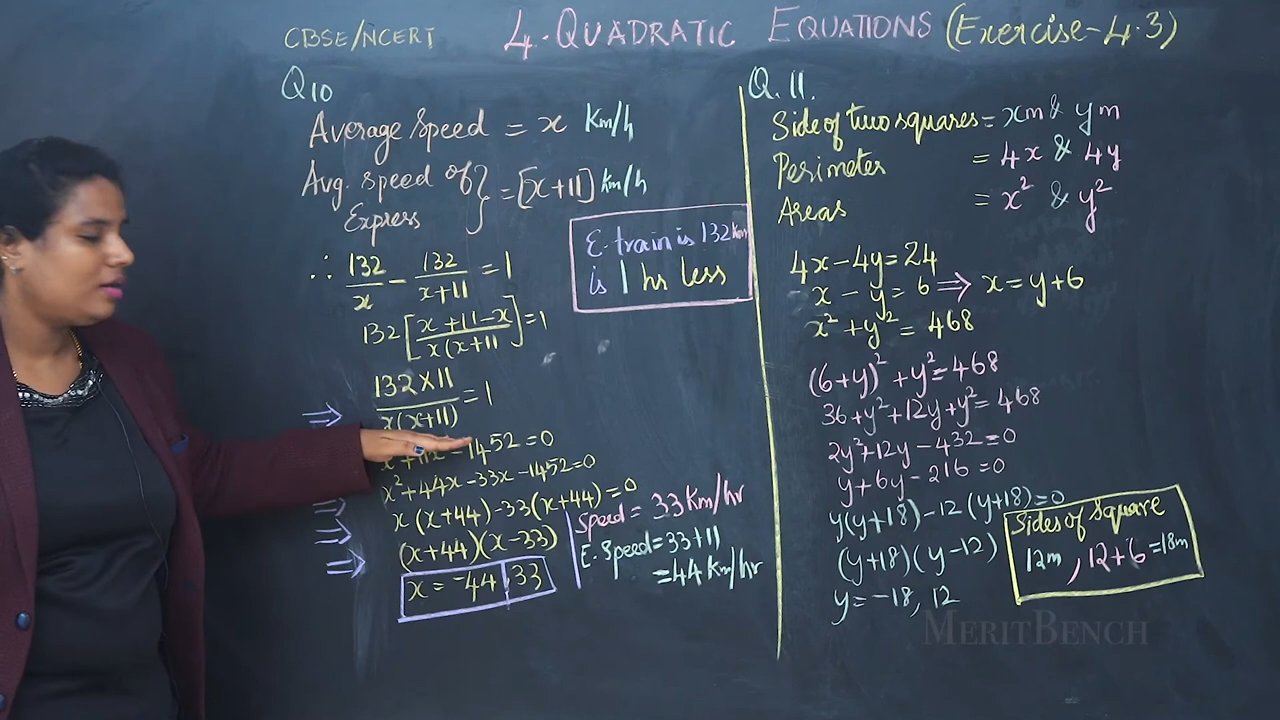 CBSE/NCERT 4. QUADRATIC EQUATIONS (Exercise-4.3)
Q10
Average speed = x Km/h
Avg. speed of Express } = [x+11] Km/h
E. train is 132km
is 1 hr less
∴ 132/x - 132/x+11 = 1
132 [x+11-x/x(x+11] = 1
⇒ 132×11/x(x+11) = 1
x²+11x-1452=0
x²+44x-33x-1452=0
⇒ x(x+44)-33(x+44)=0
⇒ (x+44)(x-33)
⇒ x = -44, 33
Speed = 33 Km/hr
E. Speed = 33+11
= 44 Km/hr
Q.11.
Side of two squares = xm & ym
Perimeter = 4x & 4y
Areas = x² & y²
4x-4y=24
x-y=6 ⇒ x=y+6
x²+y²=468
(6+y)²+y²=468
36+y²+12y+y²=468
2y²+12y-432=0
y+6y-216=0
y(y+18)-12(y+18)=0
(y+18)(y-12)
y=-18, 12
Sides of Square
12m, 12+6=18m
MERITBENCH